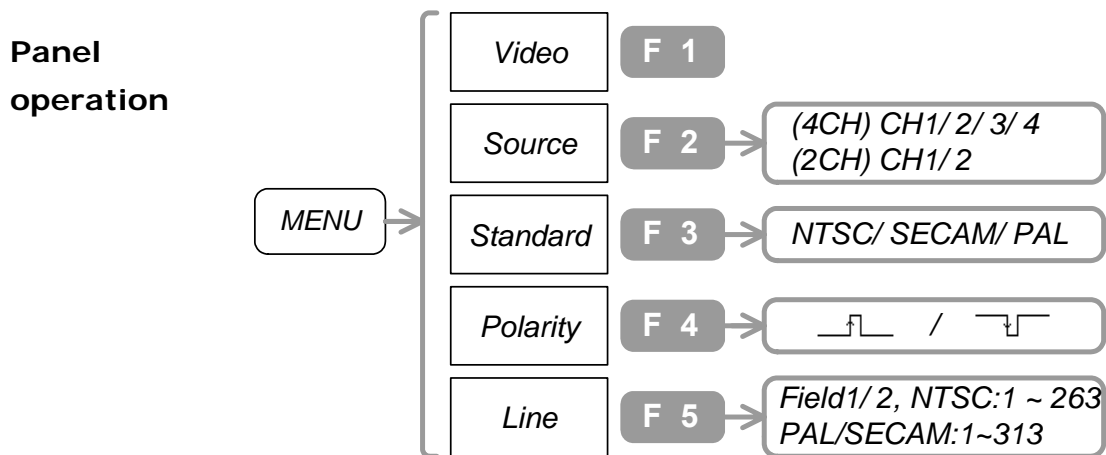 Panel
operation
MENU
Video F 1
Source F 2
(4CH) CH1/ 2/ 3/ 4
(2CH) CH1/ 2
Standard F 3 NTSC/ SECAM/ PAL
Polarity F 4 /
Line F 5
Field1/ 2, NTSC:1 ~ 263
PAL/SECAM:1~313